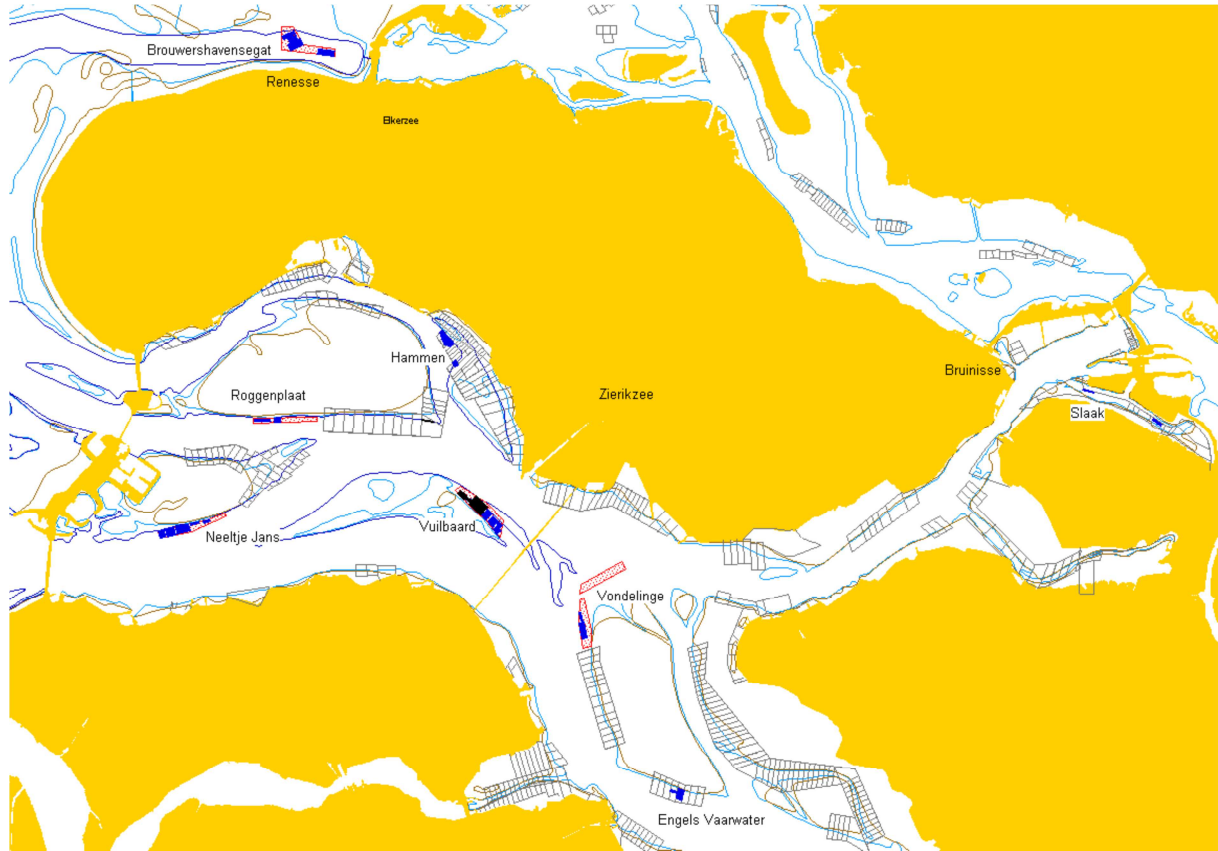 Brouwershavensegat
Renesse
Elkerzee
Hammen
Bruinisse
Roggenplaat
Zierikzee
Slaak
Vuilbaard
Neeltje Jans
Vondelinge
Engels Vaarwater